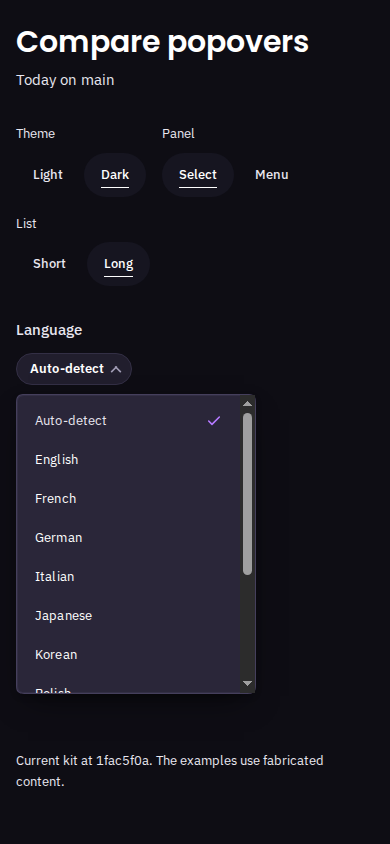 Compare popovers
Today on main
Theme
Panel
Light
Dark
Select
Menu
List
Short
Long
Language
Auto-detect
Auto-detect
English
French
German
Italian
Japanese
Korean
Polish
Current kit at 1fac5f0a. The examples use fabricated
content.